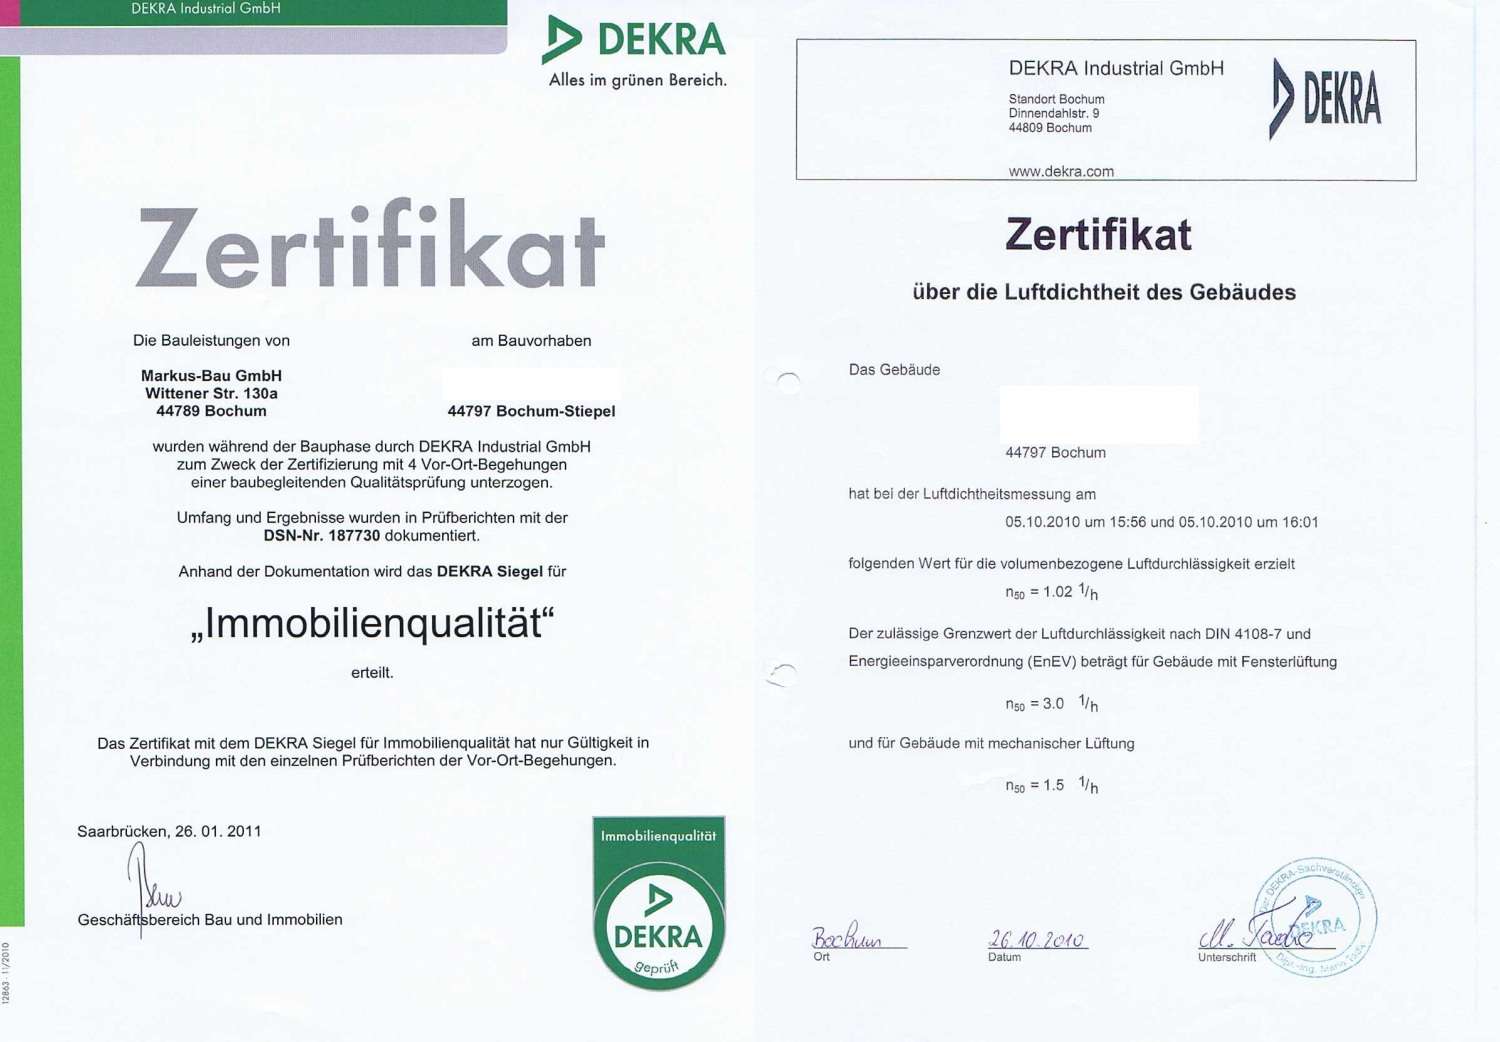 DEKRA Industrial GmbH
DEKRA
Alles im grünen Bereich.
Zertifikat
Die Bauleistungen von
am Bauvorhaben
Markus-Bau GmbH
Wittener Str. 130a
44789 Bochum
44797 Bochum-Stiepel
wurden während der Bauphase durch DEKRA Industrial GmbH
zum Zweck der Zertifizierung mit 4 Vor-Ort-Begehungen
einer baubegleitenden Qualitätsprüfung unterzogen.
Umfang und Ergebnisse wurden in Prüfberichten mit der
DSN-Nr. 187730 dokumentiert.
Anhand der Dokumentation wird das DEKRA Siegel für
„Immobilienqualität“
erteilt.
Das Zertifikat mit dem DEKRA Siegel für Immobilienqualität hat nur Gültigkeit in
Verbindung mit den einzelnen Prüfberichten der Vor-Ort-Begehungen.
Saarbrücken, 26. 01. 2011
Geschäftsbereich Bau und Immobilien
Immobilienqualität
DEKRA
geprüft
12863 - 11/2010
DEKRA Industrial GmbH
Standort Bochum
Dinnendahlstr. 9
44809 Bochum
www.dekra.com
DEKRA
Zertifikat
über die Luftdichtheit des Gebäudes
Das Gebäude
44797 Bochum
hat bei der Luftdichtheitsmessung am
05.10.2010 um 15:56 und 05.10.2010 um 16:01
folgenden Wert für die volumenbezogene Luftdurchlässigkeit erzielt
n50 = 1.02 1/h
Der zulässige Grenzwert der Luftdurchlässigkeit nach DIN 4108-7 und
Energieeinsparverordnung (EnEV) beträgt für Gebäude mit Fensterlüftung
n50 = 3.0 1/h
und für Gebäude mit mechanischer Lüftung
n50 = 1.5 1/h
Bochum
26.10.2010
Ort
Datum
Unterschrift
Der DEKRA-Sachverständige
DEKRA
Dipl.-Ing.